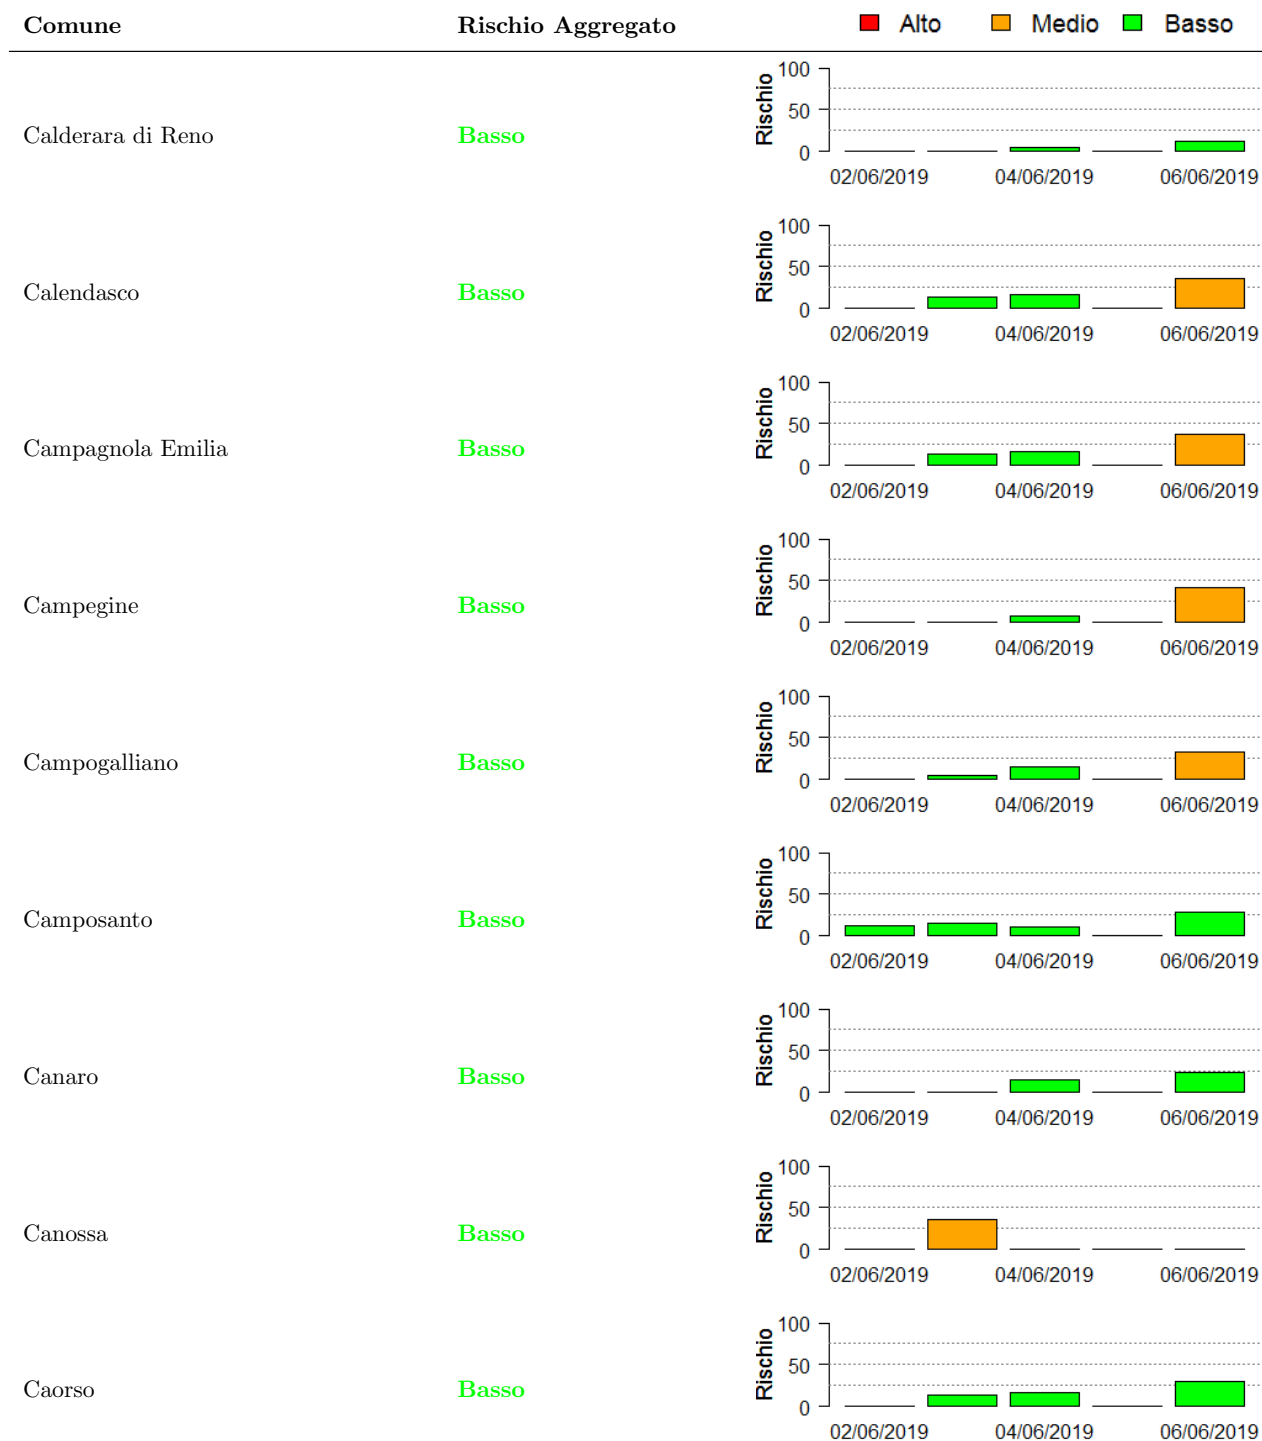 Comune Rischio Aggregato Alto Medio Basso
Calderara di Reno Basso
Rischio
100
50
0
02/06/2019 04/06/2019 06/06/2019
Calendasco Basso
Rischio
100
50
0
02/06/2019 04/06/2019 06/06/2019
Campagnola Emilia Basso
Rischio
100
50
0
02/06/2019 04/06/2019 06/06/2019
Campegine Basso
Rischio
100
50
0
02/06/2019 04/06/2019 06/06/2019
Campogalliano Basso
Rischio
100
50
0
02/06/2019 04/06/2019 06/06/2019
Camposanto Basso
Rischio
100
50
0
02/06/2019 04/06/2019 06/06/2019
Canaro Basso
Rischio
100
50
0
02/06/2019 04/06/2019 06/06/2019
Canossa Basso
Rischio
100
50
0
02/06/2019 04/06/2019 06/06/2019
Caorso Basso
Rischio
100
50
0
02/06/2019 04/06/2019 06/06/2019